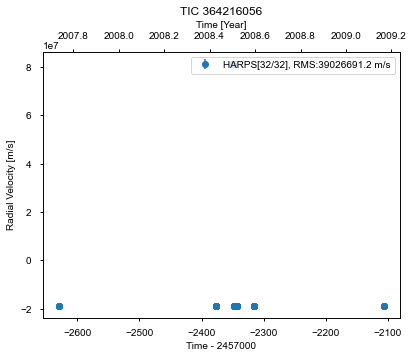 TIC 364216056
Time [Year]
2007.8 2008.0 2008.2 2008.4 2008.6 2008.8 2009.0 2009.2
1e7
HARPS[32/32], RMS:39026691.2 m/s
8
6
4
2
0
−2
Radial Velocity [m/s]
−2600 −2500 −2400 −2300 −2200 −2100
Time - 2457000